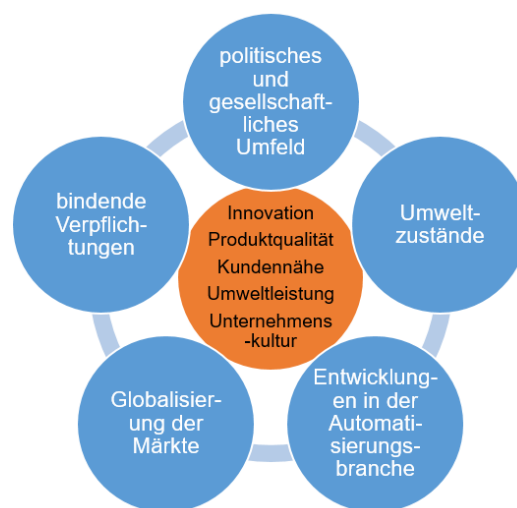 politisches
und
gesellschaft-
liches
Umfeld
Umwelt-
zustände
Entwicklung-
en in der
Automati-
sierungs-
branche
Globalisier-
ung der
Märkte
bindende
Verpflich-
tungen
Innovation
Produktqualität
Kundennähe
Umweltleistung
Unternehmens
-kultur